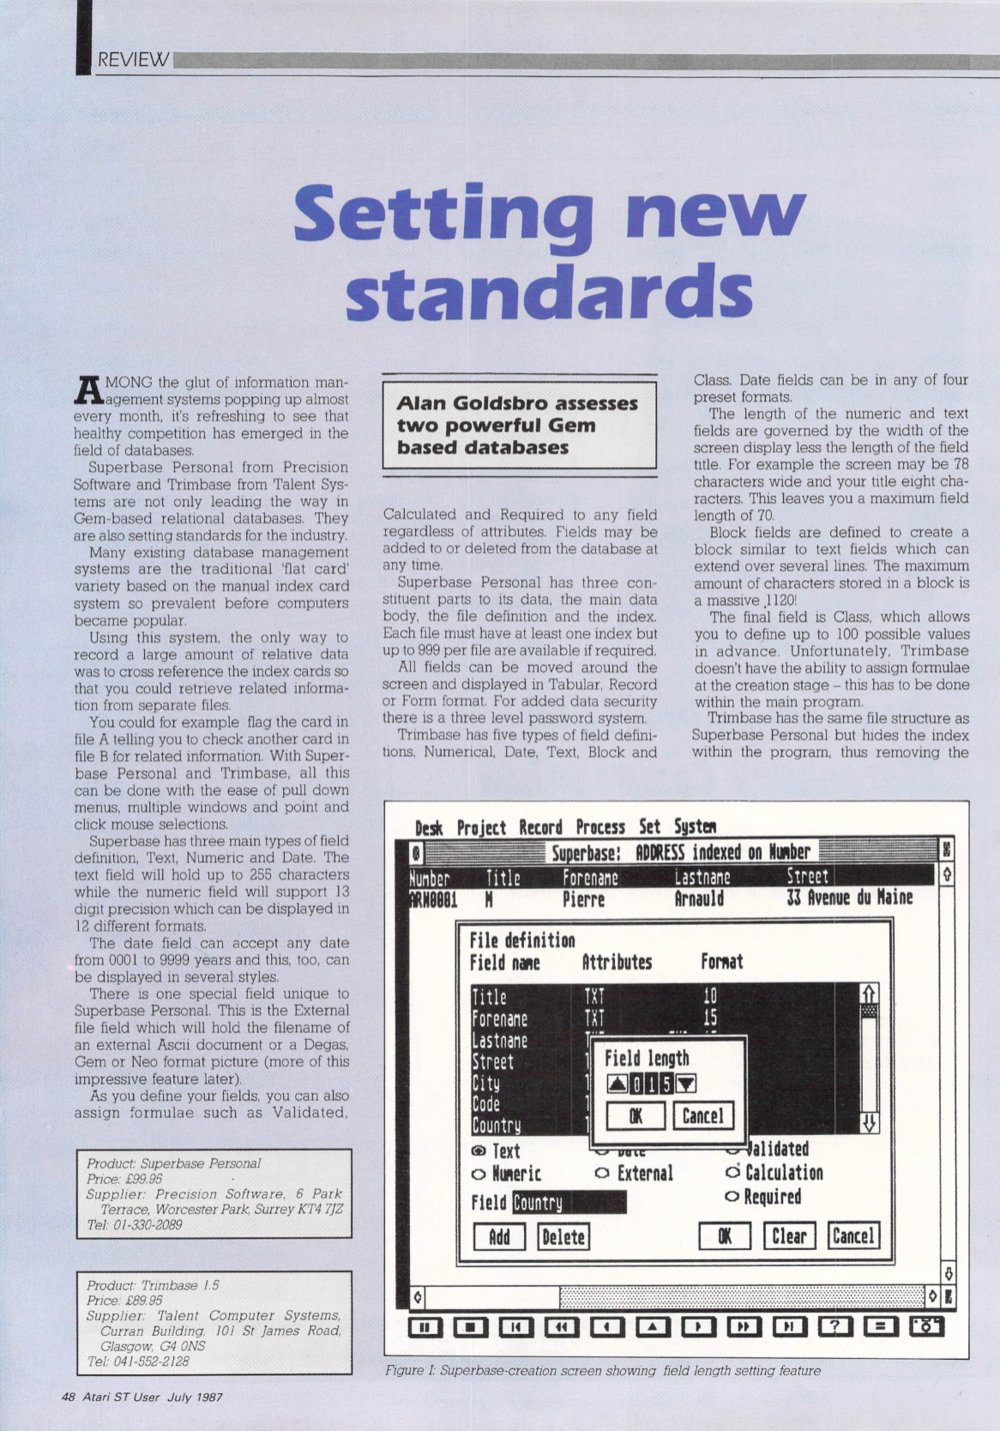 REVIEW
Setting new
standards
AMONG the glut of information man-
agement systems popping up almost
every month, it's refreshing to see that
healthy competition has emerged in the
field of databases.
Superbase Personal from Precision
Software and Trimbase from Talent Sys-
tems are not only leading the way in
Gem-based relational databases. They
are also setting standards for the industry.
Many existing database management
systems are the traditional 'flat card'
variety based on the manual index card
system so prevalent before computers
became popular.
Using this system, the only way to
record a large amount of relative data
was to cross reference the index cards so
that you could retrieve related informa-
tion from separate files.
You could for example flag the card in
file A telling you to check another card in
file B for related information. With Super-
base Personal and Trimbase, all this
can be done with the ease of pull down
menus, multiple windows and point and
click mouse selections.
Superbase has three main types of field
definition, Text, Numeric and Date. The
text field will hold up to 255 characters
while the numeric field will support 13
digit precision which can be displayed in
12 different formats.
The date field can accept any date
from 0001 to 9999 years and this, too, can
be displayed in several styles.
There is one special field unique to
Superbase Personal. This is the External
file field which will hold the filename of
an external Ascii document or a Degas,
Gem or Neo format picture (more of this
impressive feature later).
As you define your fields, you can also
assign formulae such as Validated,
Product: Superbase Personal
Price: £99.95
Supplier: Precision Software, 6 Park
Terrace, Worcester Park, Surrey KT4 7JZ
Tel: 01-330-2089
Product: Trimbase 1.5
Price: £89.95
Supplier: Talent Computer Systems,
Curran Building, 101 St James Road,
Glasgow, G4 0NS
Tel: 041-552-2128
Alan Goldsbro assesses
two powerful Gem
based databases
Calculated and Required to any field
regardless of attributes. Fields may be
added to or deleted from the database at
any time.
Superbase Personal has three con-
stituent parts to its data, the main data
body, the file definition and the index.
Each file must have at least one index but
up to 999 per file are available if required.
All fields can be moved around the
screen and displayed in Tabular, Record
or Form format. For added data security
there is a three level password system.
Trimbase has five types of field defini-
tions, Numerical, Date, Text, Block and
Class. Date fields can be in any of four
preset formats.
The length of the numeric and text
fields are governed by the width of the
screen display less the length of the field
title. For example the screen may be 78
characters wide and your title eight cha-
racters. This leaves you a maximum field
length of 70.
Block fields are defined to create a
block similar to text fields which can
extend over several lines. The maximum
amount of characters stored in a block is
a massive 1120!
The final field is Class, which allows
you to define up to 100 possible values
in advance. Unfortunately, Trimbase
doesn't have the ability to assign formulae
at the creation stage – this has to be done
within the main program.
Trimbase has the same file structure as
Superbase Personal but hides the index
within the program, thus removing the
Desk Project Record Process Set System
Superbase: ADDRESS indexed on Number
Number Title Forename Lastname Street
ARN0001 M Pierre Arnauld 33 Avenue du Maine
File definition
Field name Attributes Format
Title TXT 10
Forename TXT 15
Lastname
Street
City
Code
Country
Field length
015
OK Cancel
Text Date Validated
Numeric External Calculation
Required
Field Country
Add Delete OK Clear Cancel
?
=
Figure I: Superbase-creation screen showing field length setting feature
48 Atari ST User July 1987